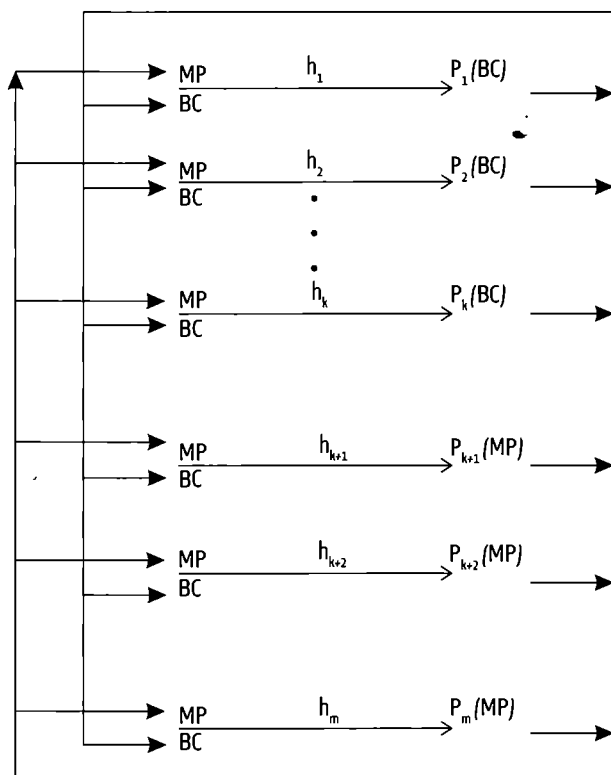 MP h₁ P₁(BC)
BC
MP h₂ P₂(BC)
BC
MP hₖ Pₖ(BC)
BC
MP hₖ₊₁ Pₖ₊₁(MP)
BC
MP hₖ₊₂ Pₖ₊₂(MP)
BC
MP hₘ Pₘ(MP)
BC